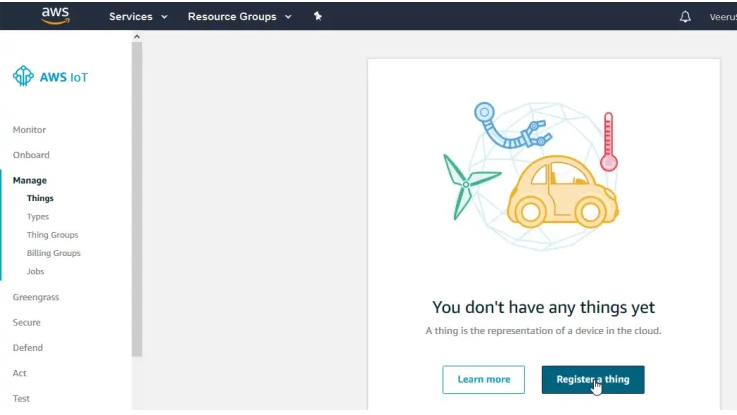 aws Services Resource Groups
AWS IoT
Monitor
Onboard
Manage
Things
Types
Thing Groups
Billing Groups
Jobs
Greengrass
Secure
Defend
Act
Test
You don't have any things yet
A thing is the representation of a device in the cloud.
Learn more Register a thing